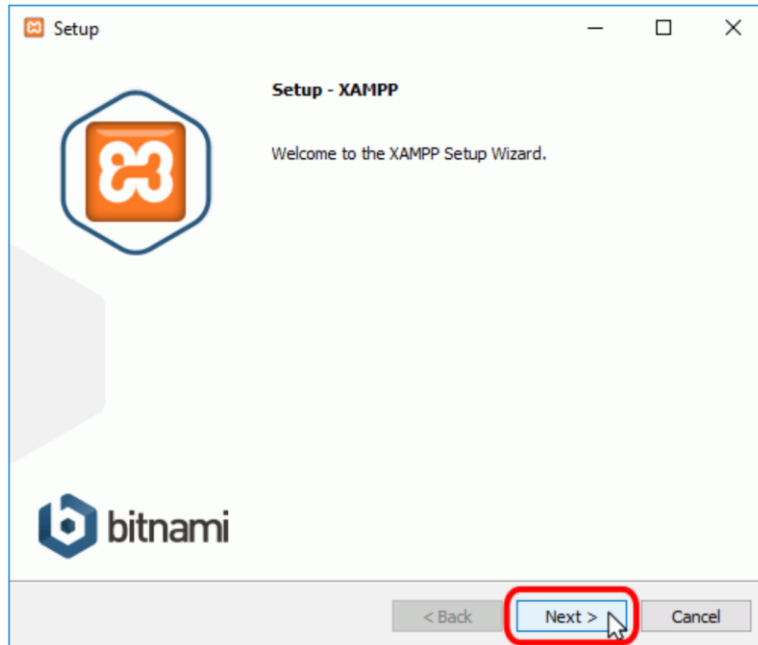 Setup
Setup - XAMPP
Welcome to the XAMPP Setup Wizard.
bitnami
< Back
Next >
Cancel